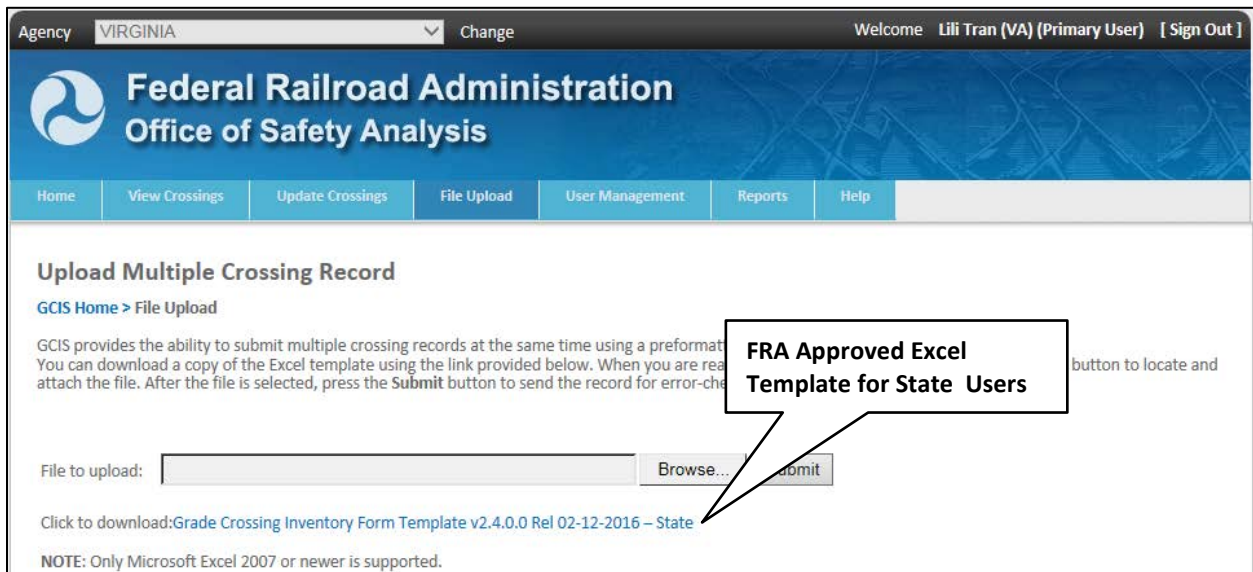 Agency VIRGINIA Change Welcome Lili Tran (VA) (Primary User) [ Sign Out ]
Federal Railroad Administration
Office of Safety Analysis
Home View Crossings Update Crossings File Upload User Management Reports Help
Upload Multiple Crossing Record
GCIS Home > File Upload
GCIS provides the ability to submit multiple crossing records at the same time using a
You can download a copy of the Excel template using the link provided below. When you are button to locate and
attach the file. After the file is selected, press the Submit button to send the record for
FRA Approved Excel
Template for State Users
File to upload: Browse...
Click to download:Grade Crossing Inventory Form Template v2.4.0.0 Rel 02-12-2016 – State
NOTE: Only Microsoft Excel 2007 or newer is supported.